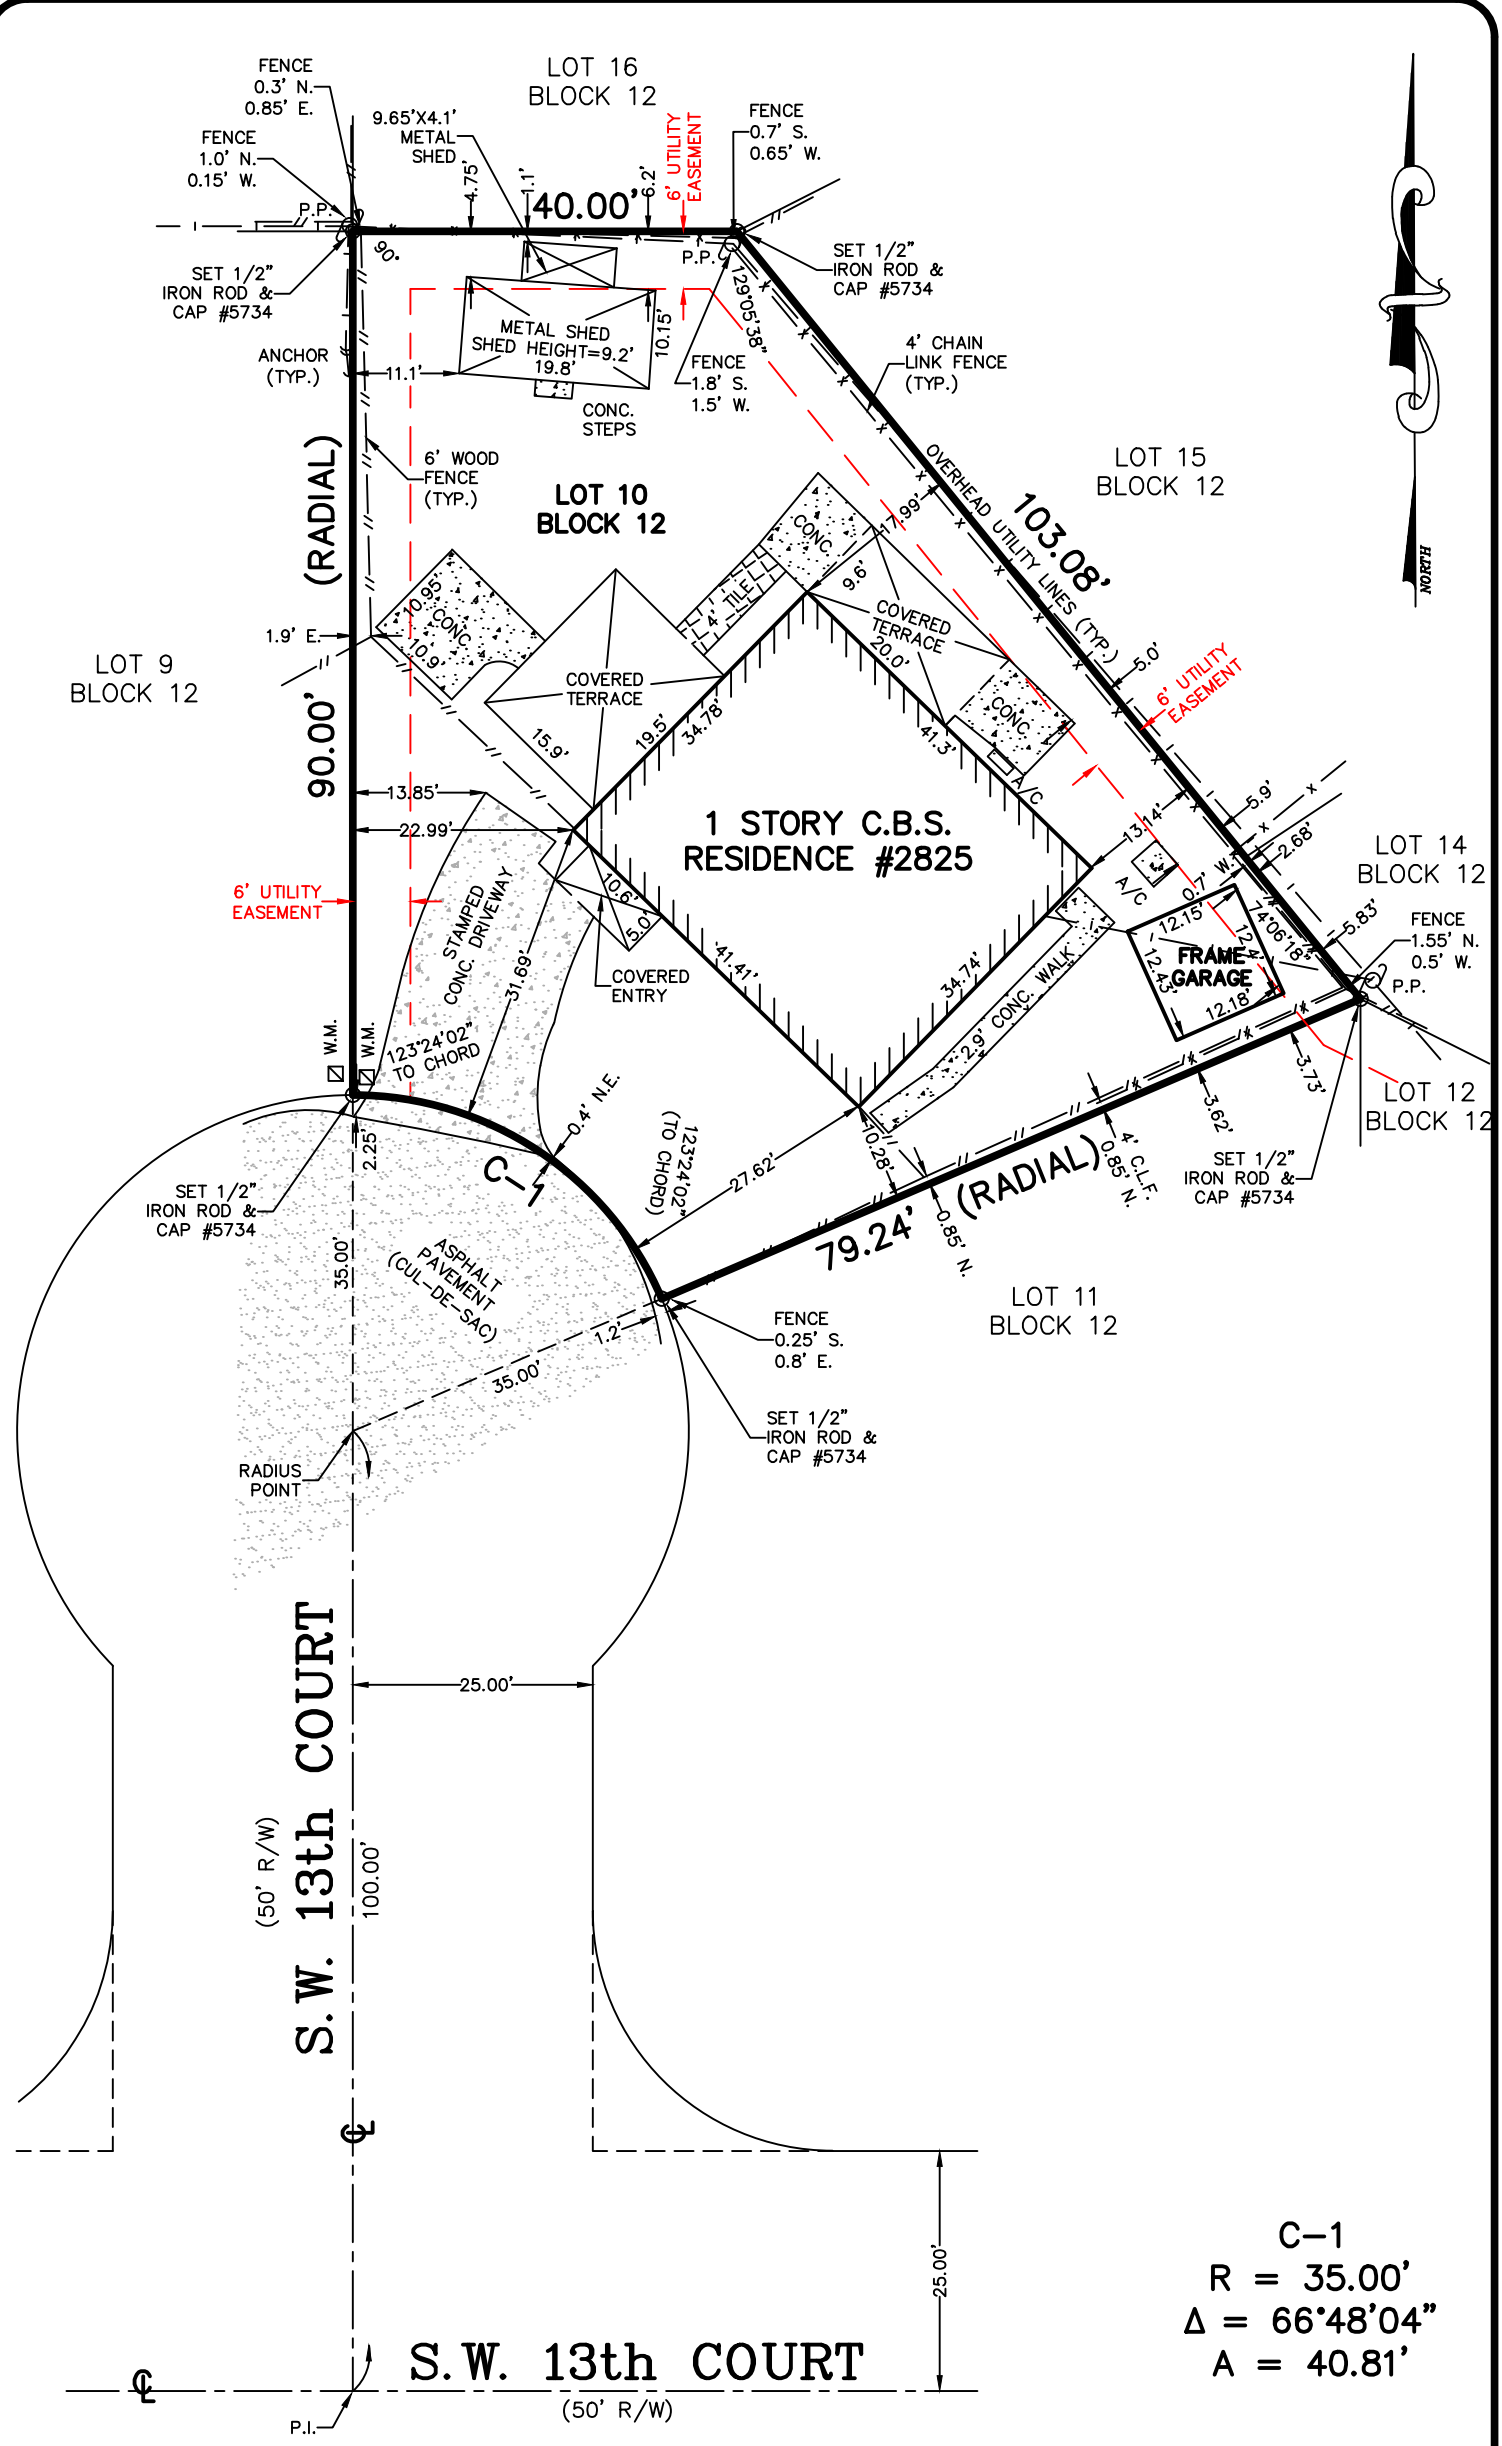 LOT 16
BLOCK 12
FENCE
0.3' N.
0.85' E.
FENCE
1.0' N.
0.15' W.
9.65'X4.1'
METAL
SHED
4.75'
1.1'
40.00'
6.2'
6' UTILITY
EASEMENT
FENCE
0.7' S.
0.65' W.
P.P.
90°
P.P.
SET 1/2"
IRON ROD &
CAP #5734
SET 1/2"
IRON ROD &
CAP #5734
129°05'38"
METAL SHED
SHED HEIGHT=9.2'
19.8'
10.15'
ANCHOR
(TYP.)
11.1'
FENCE
1.8' S.
1.5' W.
4' CHAIN
LINK FENCE
(TYP.)
CONC.
STEPS
NORTH
6' WOOD
FENCE
(TYP.)
LOT 10
BLOCK 12
LOT 15
BLOCK 12
90.00' (RADIAL)
OVERHEAD UTILITY LINES (TYP.)
103.08'
CONC.
17.99'
9.6'
4' TILE
COVERED
TERRACE
20.0'
10.95'
CONC.
10.9'
1.9' E.
LOT 9
BLOCK 12
COVERED
TERRACE
15.9'
19.5'
34.78'
41.3'
CONC.
A/C
5.0'
6' UTILITY
EASEMENT
13.85'
22.99'
1 STORY C.B.S.
RESIDENCE #2825
13.14'
5.9'
2.68'
LOT 14
BLOCK 12
A/C
0.7' W.
6' UTILITY
EASEMENT
STAMPED
CONC. DRIVEWAY
10.6'
5.0'
31.69'
COVERED
ENTRY
41.41'
34.74'
2.9' CONC. WALK
12.15'
12.4'
12.43'
12.18'
FRAME
GARAGE
74°06'18"
5.83'
FENCE
1.55' N.
0.5' W.
P.P.
W.M.
W.M.
123°24'02"
TO CHORD
0.4' N.E.
123°24'02"
(TO CHORD)
3.73'
3.62'
LOT 12
BLOCK 12
2.25'
C-1
27.62'
10.28'
4' C.L.F.
0.85' N.
SET 1/2"
IRON ROD &
CAP #5734
SET 1/2"
IRON ROD &
CAP #5734
79.24' (RADIAL)
0.85' N.
35.00'
ASPHALT
PAVEMENT
(CUL-DE-SAC)
LOT 11
BLOCK 12
1.2'
FENCE
0.25' S.
0.8' E.
35.00'
SET 1/2"
IRON ROD &
CAP #5734
RADIUS
POINT
25.00'
S.W. 13th COURT
(50' R/W)
100.00'
25.00'
S.W. 13th COURT
(50' R/W)
P.I.
C-1
R = 35.00'
Δ = 66°48'04"
A = 40.81'